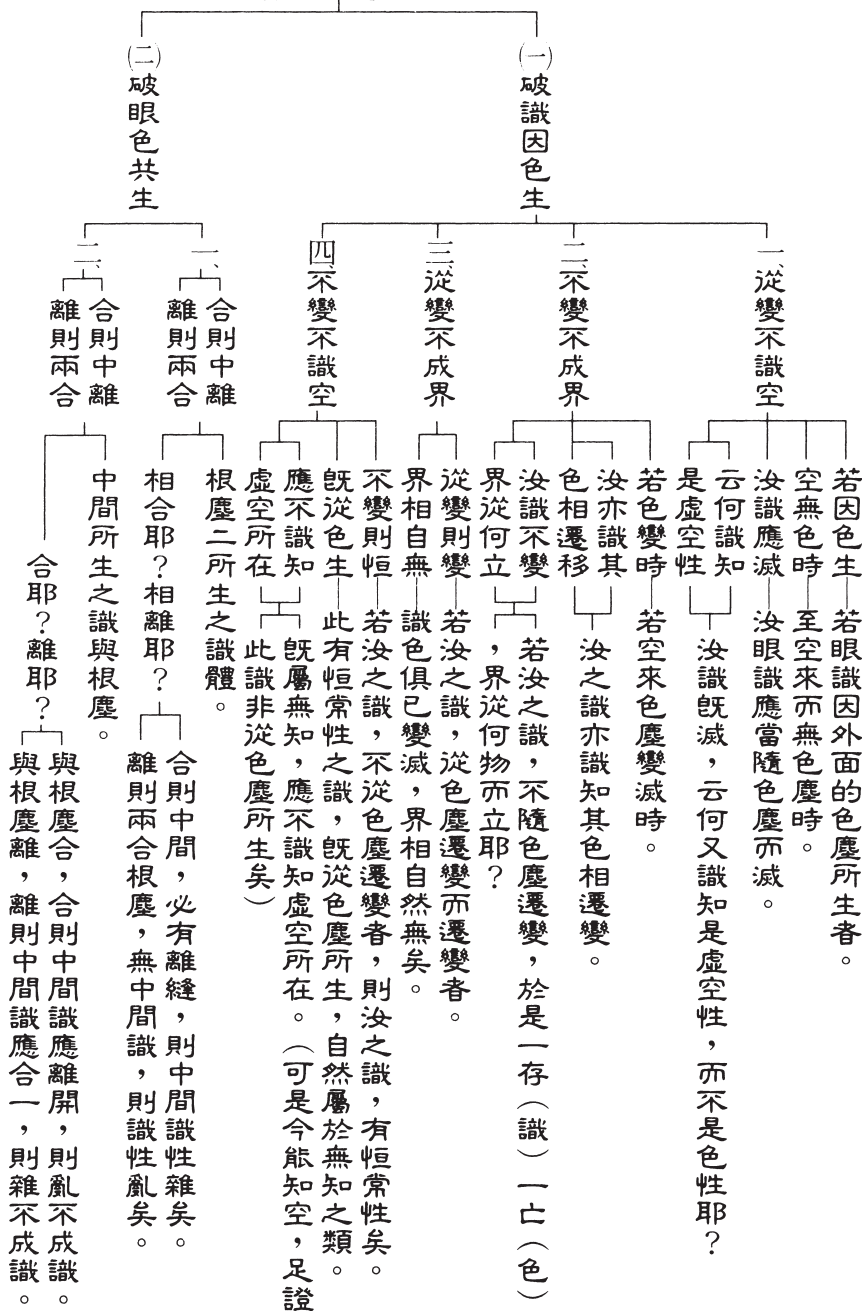 ㈠破識因色生
一、從變不識空
若因色生
若眼識因外面的色塵所生者。
空無色時
至空來而無色塵時。
汝識應滅
汝眼識應當隨色塵而滅。
云何識知
是虛空性
汝識既滅，云何又識知是虛空性，而不是色性耶？
二、不變不成界
若色變時
若空來色塵變滅時。
汝亦識其
色相遷移
汝之識亦識知其色相遷變。
汝識不變
界從何立
若汝之識，不隨色塵遷變，於是一存（識）一亡（色）
，界從何物而立耶？
三、從變不成界
從變則變
若汝之識，從色塵遷變而遷變者。
界相自無
識色俱已變滅，界相自然無矣。
四、不變不識空
不變則恒
若汝之識，不從色塵遷變者，則汝之識，有恒常性矣。
既從色生
此有恒常性之識，既從色塵所生，自然屬於無知之類。
應不識知
虛空所在
既屬無知，應不識知虛空所在。（可是今能知空，足證
此識非從色塵所生矣）
㈡破眼色共生
一、
合則中離
離則兩合
根塵二所生之識體。
相合耶？相離耶？
合則中間，必有離縫，則中間識性雜矣。
離則兩合根塵，無中間識，則識性亂矣。
二、
合則中離
離則兩合
中間所生之識與根塵。
合耶？離耶？
與根塵合，合則中間識應離開，則亂不成識。
與根塵離，離則中間識應合一，則雜不成識。